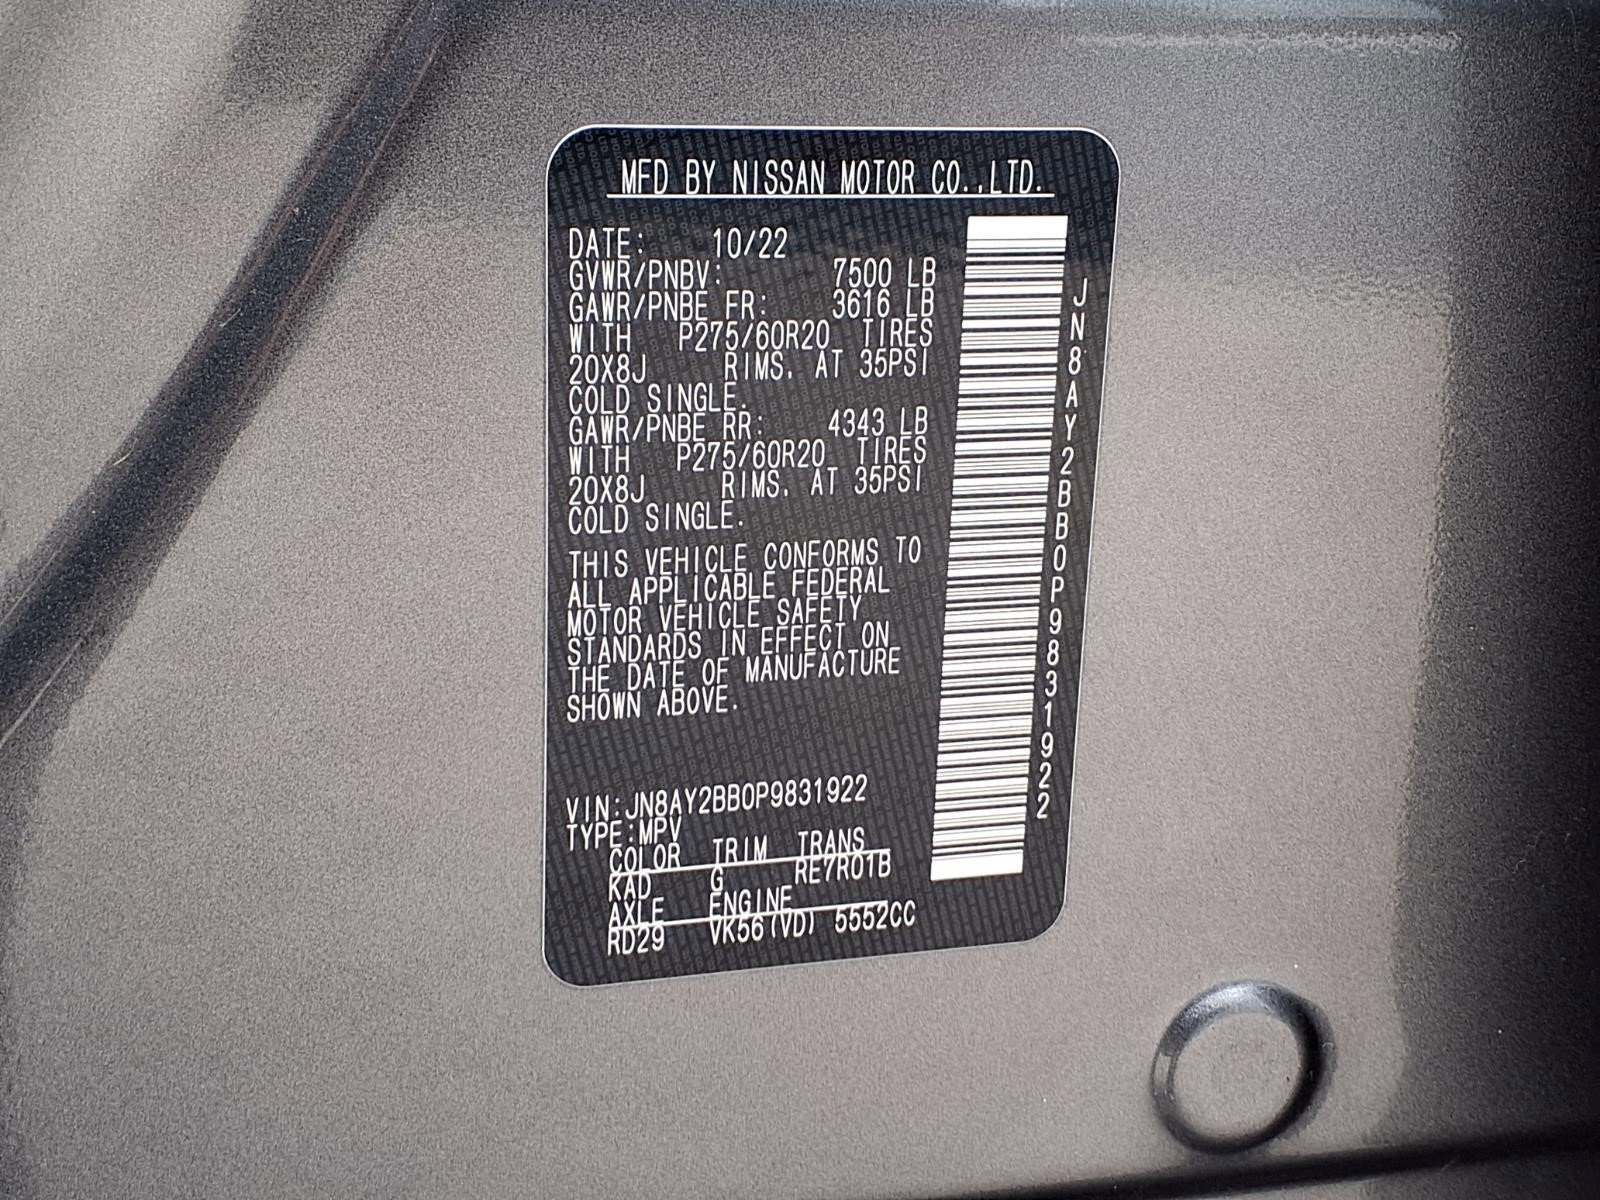 MFD BY NISSAN MOTOR CO.,LTD.
DATE: 10/22
GVWR/PNBV: 7500 LB
GAWR/PNBE FR: 3616 LB
WITH P275/60R20 TIRES
20X8J RIMS, AT 35PSI
COLD SINGLE.
GAWR/PNBE RR: 4343 LB
WITH P275/60R20 TIRES
20X8J RIMS, AT 35PSI
COLD SINGLE.
THIS VEHICLE CONFORMS TO
ALL APPLICABLE FEDERAL
MOTOR VEHICLE SAFETY
STANDARDS IN EFFECT ON
THE DATE OF MANUFACTURE
SHOWN ABOVE.
VIN:JN8AY2BB0P9831922
TYPE:MPV
COLOR TRIM TRANS
KAD G RE7R01B
AXLE ENGINE
RD29 VK56(VD) 5552CC
JN8AY2BB0P9831922